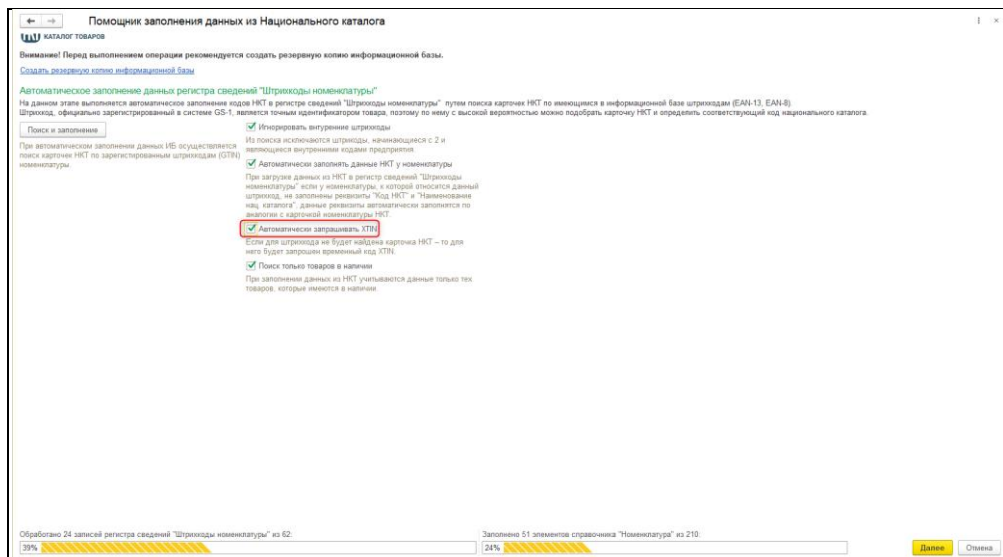 Помощник заполнения данных из Национального каталога
КАТАЛОГ ТОВАРОВ
Внимание! Перед выполнением операции рекомендуется создать резервную копию информационной базы.
Создать резервную копию информационной базы
Автоматическое заполнение данных регистра сведений "Штрихкоды номенклатуры"
На данном этапе выполняется автоматическое заполнение кодов НКТ в регистре сведений "Штрихкоды номенклатуры" путем поиска карточек НКТ по имеющимся в информационной базе штрихкодам (EAN-13, EAN-8)
Штрихкод, официально зарегистрированный в системе GS-1, является точным идентификатором товара, поэтому по нему с высокой вероятностью можно подобрать карточку НКТ и определить соответствующий код национального каталога
Поиск и заполнение
При автоматическом заполнении данных ИБ осуществляется
поиск карточек НКТ по зарегистированным штрихкодам (GTIN)
номенклатуры.
Игнорировать внутренние штрихкоды
Из поиска исключаются штрикоды, начинающиеся с 2 и
являющиеся внутренними кодами предприятия.
Автоматически заполнять данные НКТ у номенклатуры
При загрузке данных из НКТ в регистр сведений "Штрихкоды
номенклатуры" если у номенклатуры, к которой относится данный
штрихкод, не заполнены реквизиты "Код НКТ" и "Наименование
нац. каталога", данные реквизиты автоматически заполнятся по
аналогии с карточкой номенклатуры НКТ.
Автоматически запрашивать XTIN
Если для штрихкода не будет найдена карточка НКТ – то для
него будет запрошен временный код XTIN.
Поиск только товаров в наличии
При заполнении данных из НКТ учитываются данные только тех
товаров, которые имеются в наличии.
Обработано 24 записей регистра сведений "Штрихкоды номенклатуры" из 62:
39%
Заполнено 51 элементов справочника "Номенклатура" из 210:
24%
Далее
Отмена